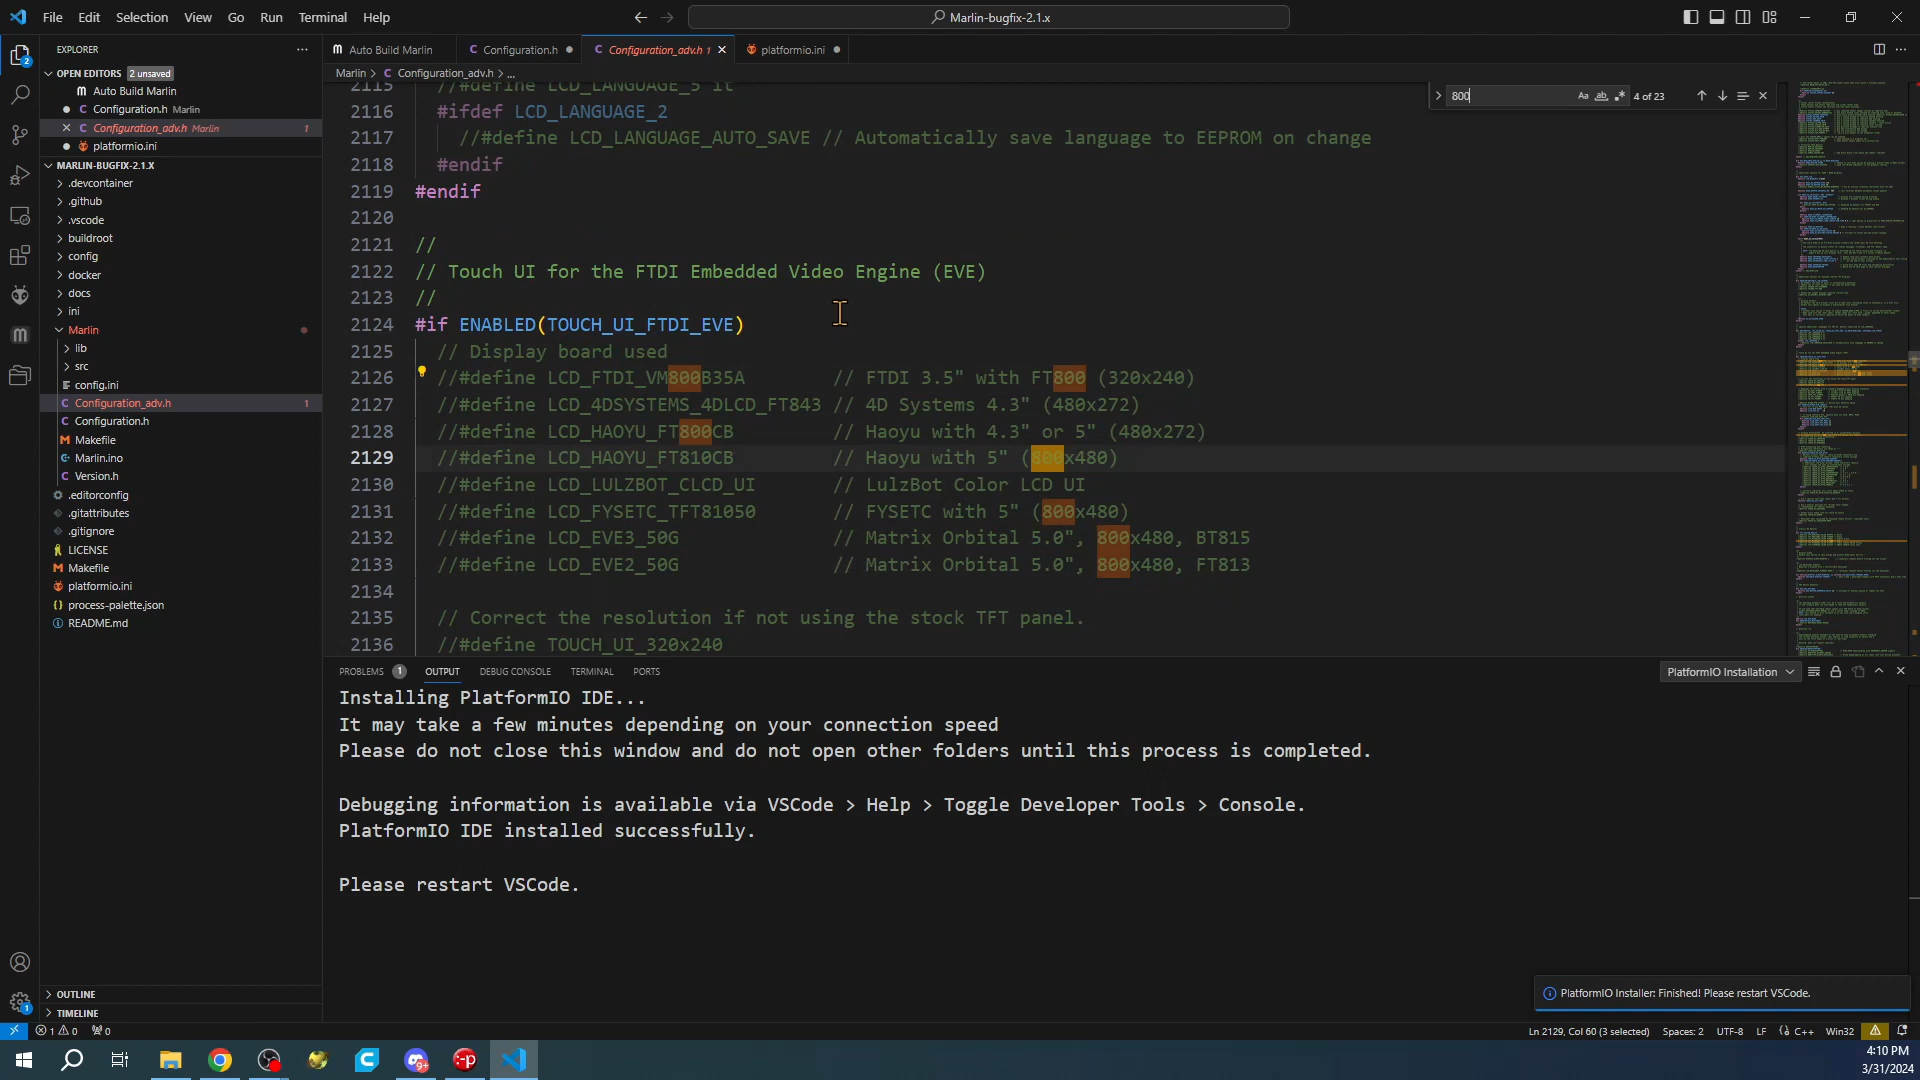 File Edit Selection View Go Run Terminal Help
Marlin-bugfix-2.1.x
EXPLORER
Auto Build Marlin
Configuration.h
Configuration_adv.h 1
platformio.ini
OPEN EDITORS 2 unsaved
Auto Build Marlin
Configuration.h Marlin
Configuration_adv.h Marlin 1
platformio.ini
MARLIN-BUGFIX-2.1.X
.devcontainer
.github
.vscode
buildroot
config
docker
docs
ini
Marlin
lib
src
config.ini
Configuration_adv.h 1
Configuration.h
Makefile
Marlin.ino
Version.h
.editorconfig
.gitattributes
.gitignore
LICENSE
Makefile
platformio.ini
process-palette.json
README.md
OUTLINE
TIMELINE
Marlin > C Configuration_adv.h > ...
800 4 of 23
2115 //#define LCD_LANGUAGE_5 it
2116 #ifdef LCD_LANGUAGE_2
2117 //#define LCD_LANGUAGE_AUTO_SAVE // Automatically save language to EEPROM on change
2118 #endif
2119 #endif
2120
2121 //
2122 // Touch UI for the FTDI Embedded Video Engine (EVE)
2123 //
2124 #if ENABLED(TOUCH_UI_FTDI_EVE)
2125 // Display board used
2126 //#define LCD_FTDI_VM800B35A // FTDI 3.5" with FT800 (320x240)
2127 //#define LCD_4DSYSTEMS_4DLCD_FT843 // 4D Systems 4.3" (480x272)
2128 //#define LCD_HAOYU_FT800CB // Haoyu with 4.3" or 5" (480x272)
2129 //#define LCD_HAOYU_FT810CB // Haoyu with 5" (800x480)
2130 //#define LCD_LULZBOT_CLCD_UI // LulzBot Color LCD UI
2131 //#define LCD_FYSETC_TFT81050 // FYSETC with 5" (800x480)
2132 //#define LCD_EVE3_50G // Matrix Orbital 5.0", 800x480, BT815
2133 //#define LCD_EVE2_50G // Matrix Orbital 5.0", 800x480, FT813
2134
2135 // Correct the resolution if not using the stock TFT panel.
2136 //#define TOUCH_UI_320x240
PROBLEMS 1 OUTPUT DEBUG CONSOLE TERMINAL PORTS
PlatformIO Installation
Installing PlatformIO IDE...
It may take a few minutes depending on your connection speed
Please do not close this window and do not open other folders until this process is completed.
Debugging information is available via VSCode > Help > Toggle Developer Tools > Console.
PlatformIO IDE installed successfully.
Please restart VSCode.
PlatformIO Installer: Finished! Please restart VSCode.
1 0 0
Ln 2129, Col 60 (3 selected) Spaces: 2 UTF-8 LF C++ Win32
4:10 PM
3/31/2024